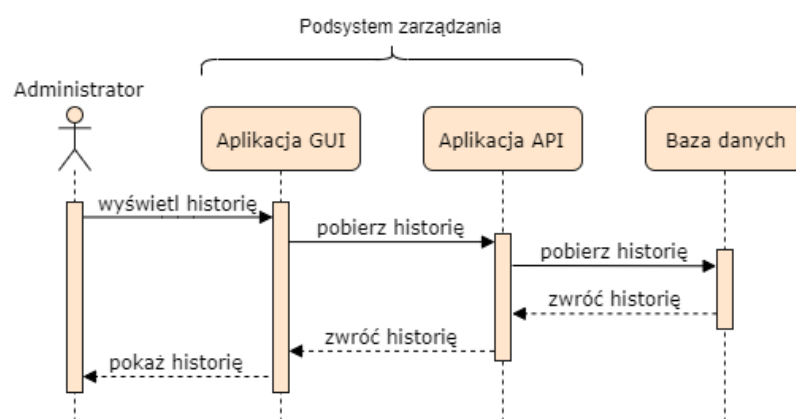 Podsystem zarządzania
Administrator
Aplikacja GUI
Aplikacja API
Baza danych
wyświetl historię
pobierz historię
pobierz historię
zwróć historię
zwróć historię
pokaż historię